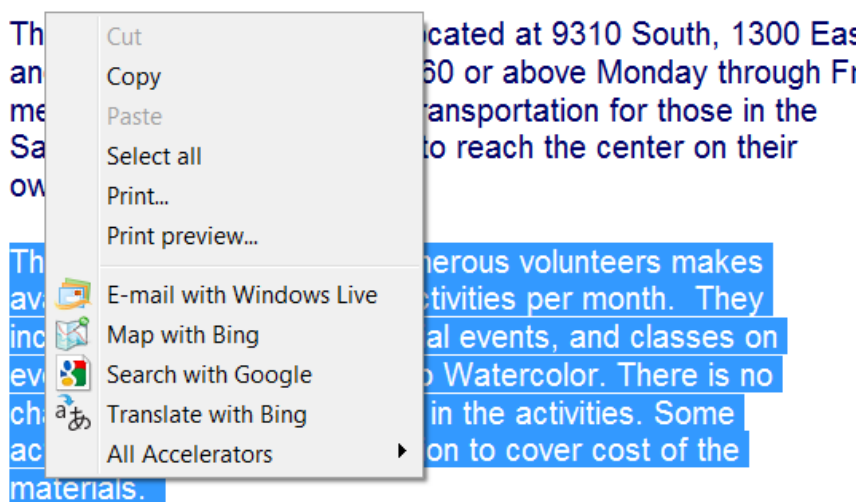 Th
ocated at 9310 South, 1300 Eas
an
60 or above Monday through Fr
me
ransportation for those in the
Sa
to reach the center on their
ow
Cut
Copy
Paste
Select all
Print...
Print preview...
E-mail with Windows Live
Map with Bing
Search with Google
Translate with Bing
All Accelerators
Th
nerous volunteers makes
ava
ctivities per month. They
inc
al events, and classes on
eve
o Watercolor. There is no
cha
in the activities. Some
act
on to cover cost of the
materials.